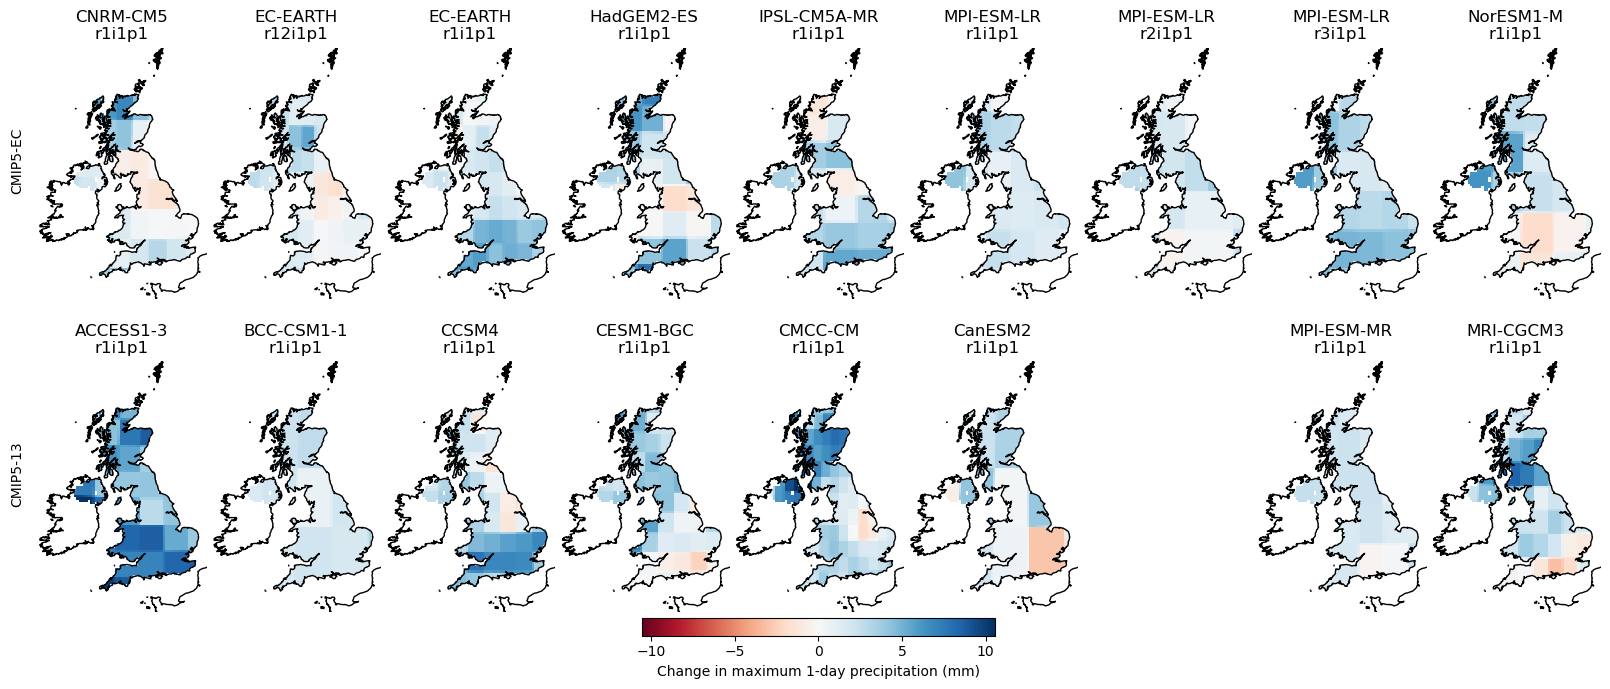 CNRM-CM5
r1i1p1
EC-EARTH
r12i1p1
EC-EARTH
r1i1p1
HadGEM2-ES
r1i1p1
IPSL-CM5A-MR
r1i1p1
MPI-ESM-LR
r1i1p1
MPI-ESM-LR
r2i1p1
MPI-ESM-LR
r3i1p1
NorESM1-M
r1i1p1
CMIP5-EC
ACCESS1-3
r1i1p1
BCC-CSM1-1
r1i1p1
CCSM4
r1i1p1
CESM1-BGC
r1i1p1
CMCC-CM
r1i1p1
CanESM2
r1i1p1
MPI-ESM-MR
r1i1p1
MRI-CGCM3
r1i1p1
CMIP5-13
−10 −5 0 5 10
Change in maximum 1-day precipitation (mm)